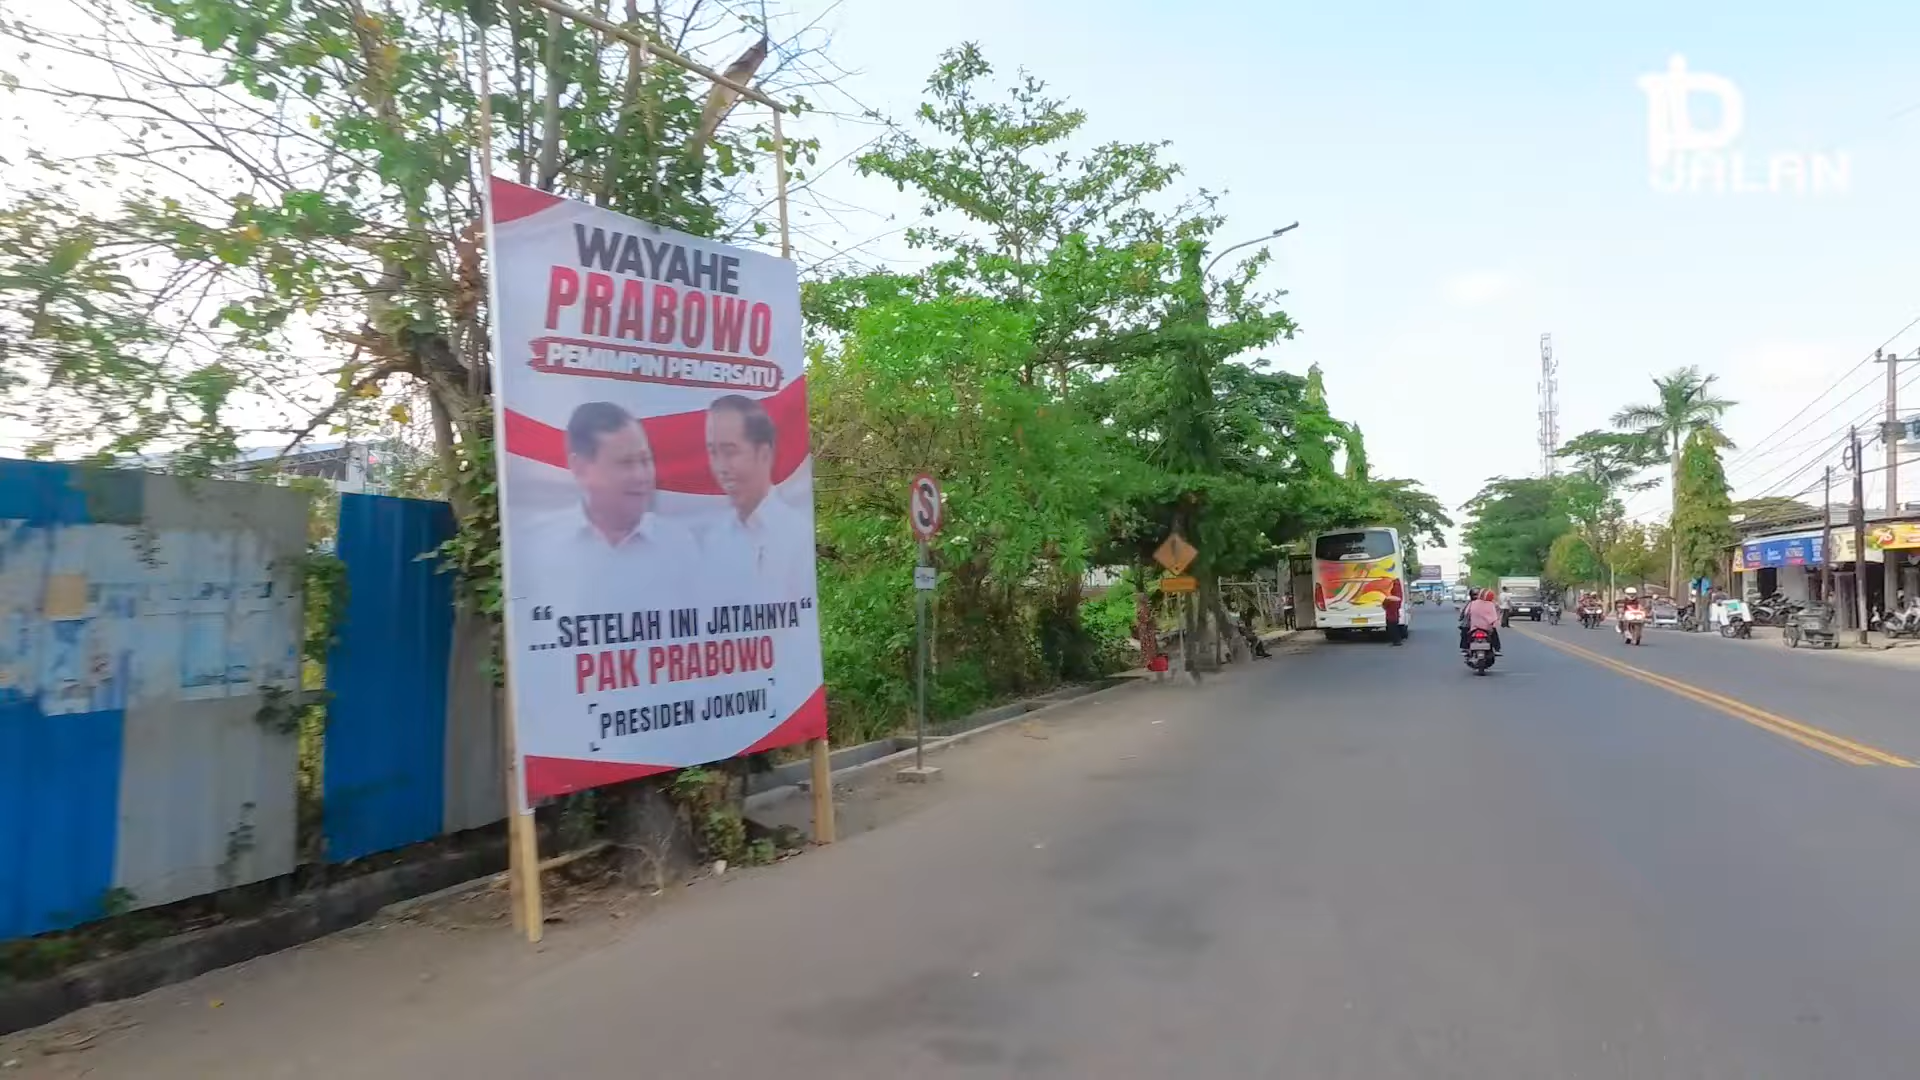 WAYAHE
PRABOWO
PEMIMPIN PEMERSATU
“...SETELAH INI JATAHNYA“
PAK PRABOWO
[PRESIDEN JOKOWI]
S
JALAN